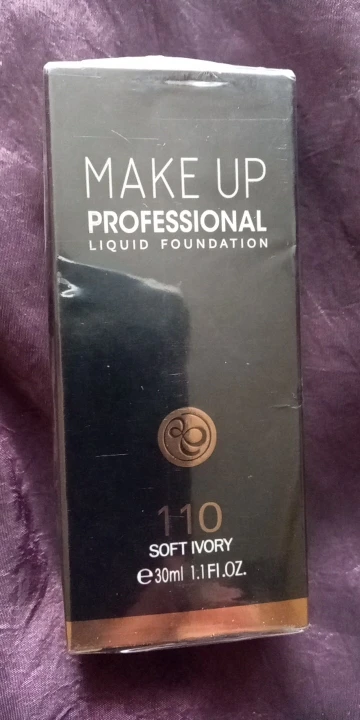 MAKE UP
PROFESSIONAL
LIQUID FOUNDATION
110
SOFT IVORY
℮30ml 1.1Fl.OZ.